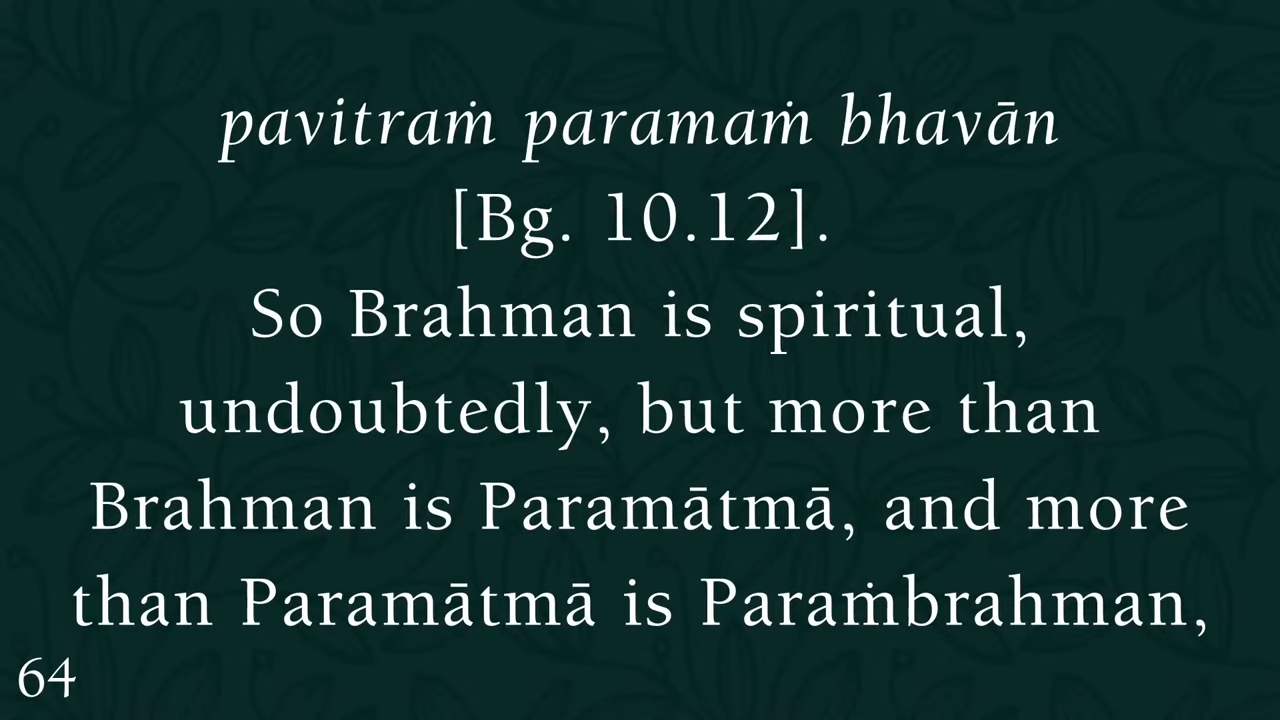 pavitraṁ paramaṁ bhavān
[Bg. 10.12].
So Brahman is spiritual,
undoubtedly, but more than
Brahman is Paramātmā, and more
than Paramātmā is Paraṁbrahman,
64